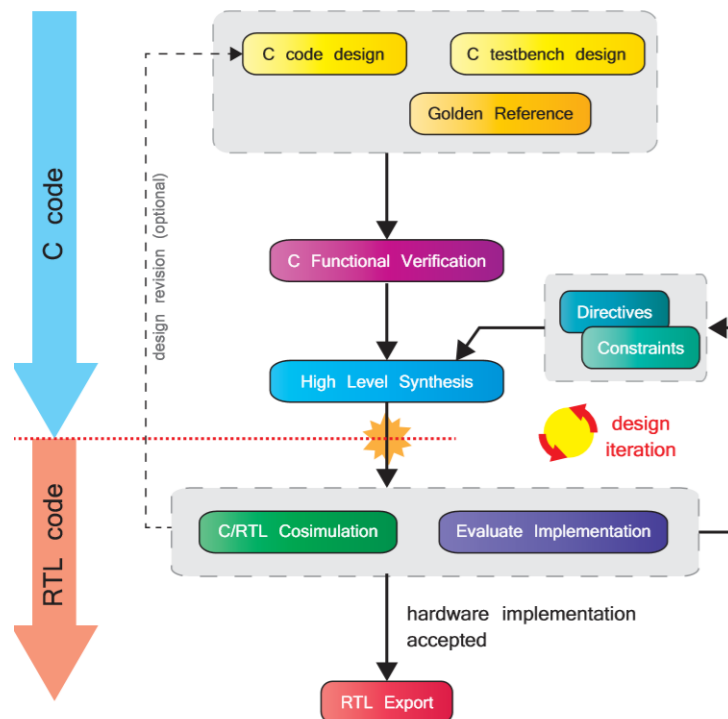 C code design
C testbench design
Golden Reference
C code
design revision (optional)
C Functional Verification
Directives
Constraints
High Level Synthesis
design
iteration
RTL code
C/RTL Cosimulation
Evaluate Implementation
hardware implementation
accepted
RTL Export